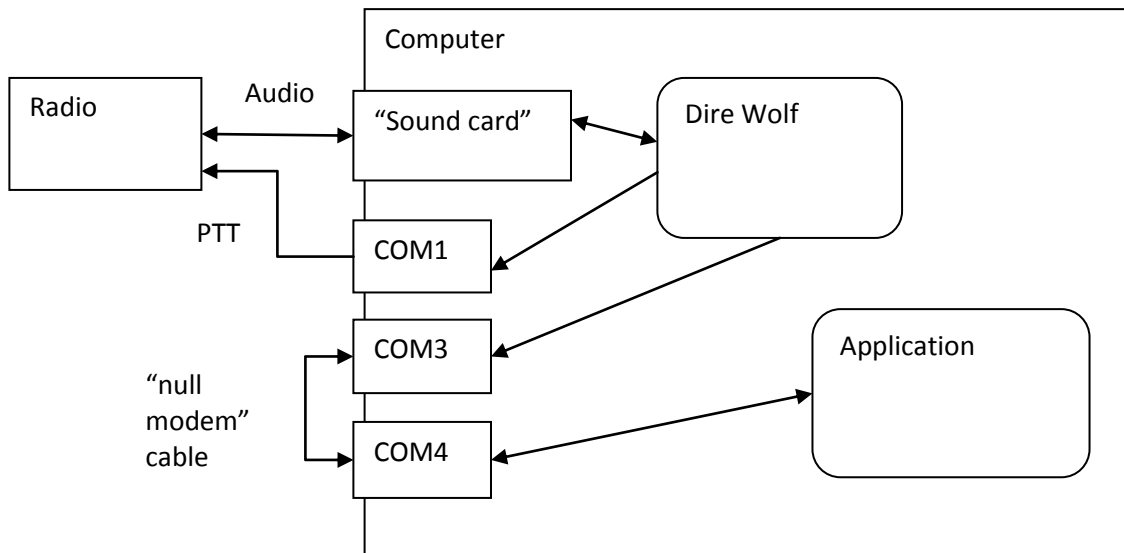 Computer
Radio
Audio
“Sound card”
Dire Wolf
PTT
COM1
COM3
Application
“null
modem”
cable
COM4